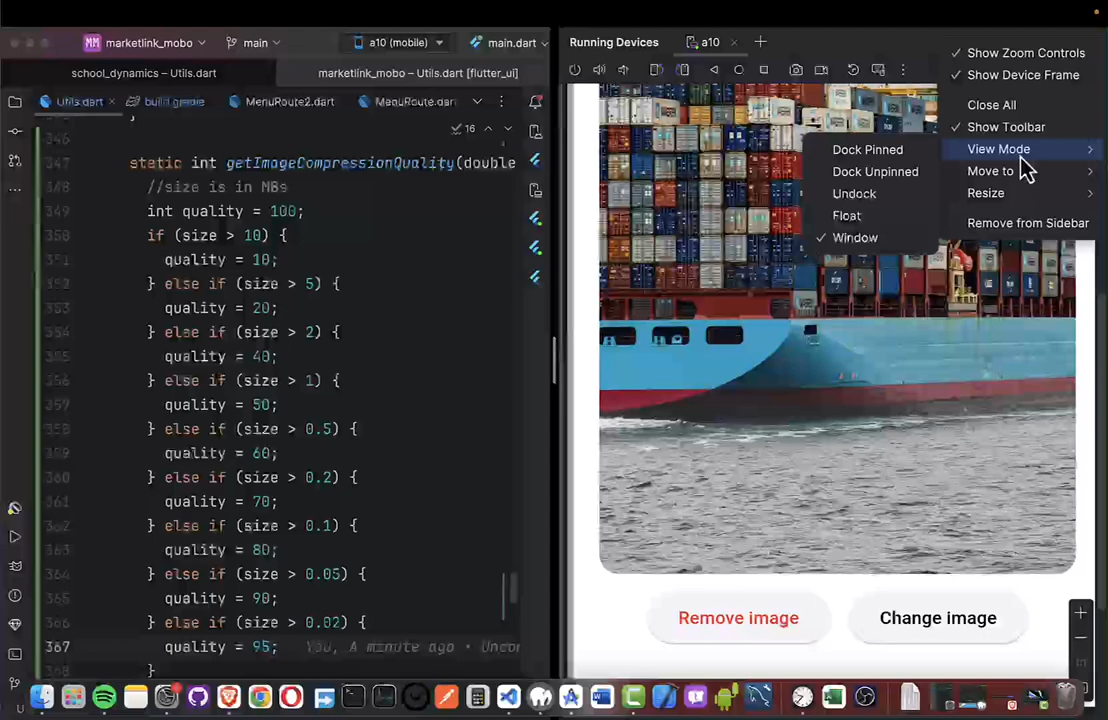 MM marketlink_mobo
main
a10 (mobile)
main.dart
school_dynamics – Utils.dart
marketlink_mobo – Utils.dart [flutter_ui]
Utils.dart
build.gradle
MenuRoute2.dart
MenuRoute.dart
16
346 }
347 static int getImageCompressionQuality(double
348 //size is in MBs
349 int quality = 100;
350 if (size > 10) {
351 quality = 10;
352 } else if (size > 5) {
353 quality = 20;
354 } else if (size > 2) {
355 quality = 40;
356 } else if (size > 1) {
357 quality = 50;
358 } else if (size > 0.5) {
359 quality = 60;
360 } else if (size > 0.2) {
361 quality = 70;
362 } else if (size > 0.1) {
363 quality = 80;
364 } else if (size > 0.05) {
365 quality = 90;
366 } else if (size > 0.02) {
367 quality = 95; You, A minute ago • Uncor
368 }
Running Devices
a10
Show Zoom Controls
Show Device Frame
Close All
Show Toolbar
View Mode
Move to
Resize
Remove from Sidebar
Dock Pinned
Dock Unpinned
Undock
Float
Window
Remove image
Change image